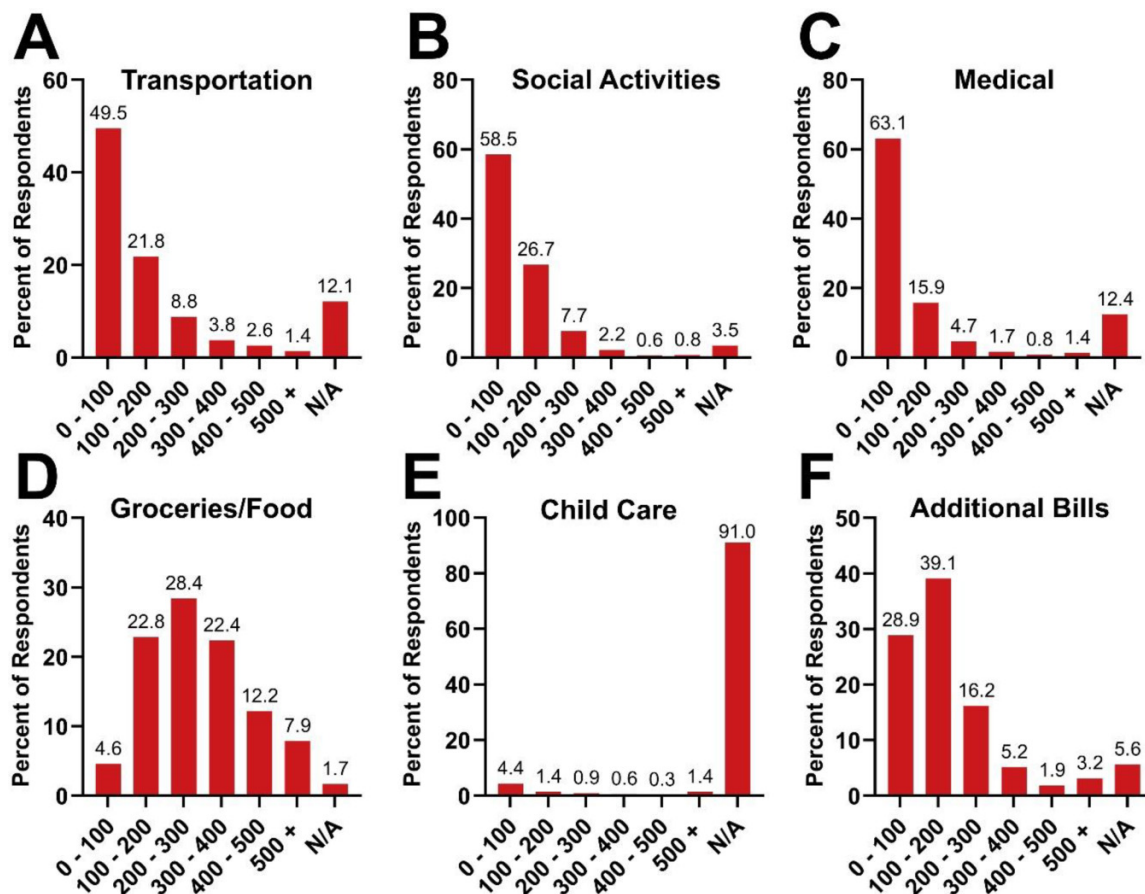 A
Transportation
Percent of Respondents
60
40
20
0
49.5
21.8
8.8
3.8
2.6
1.4
12.1
0 - 100
100 - 200
200 - 300
300 - 400
400 - 500
500 +
N/A
B
Social Activities
Percent of Respondents
80
60
40
20
0
58.5
26.7
7.7
2.2
0.6
0.8
3.5
0 - 100
100 - 200
200 - 300
300 - 400
400 - 500
500 +
N/A
C
Medical
Percent of Respondents
80
60
40
20
0
63.1
15.9
4.7
1.7
0.8
1.4
12.4
0 - 100
100 - 200
200 - 300
300 - 400
400 - 500
500 +
N/A
D
Groceries/Food
Percent of Respondents
40
30
20
10
0
4.6
22.8
28.4
22.4
12.2
7.9
1.7
0 - 100
100 - 200
200 - 300
300 - 400
400 - 500
500 +
N/A
E
Child Care
Percent of Respondents
100
80
60
40
20
0
4.4
1.4
0.9
0.6
0.3
1.4
91.0
0 - 100
100 - 200
200 - 300
300 - 400
400 - 500
500 +
N/A
F
Additional Bills
Percent of Respondents
50
40
30
20
10
0
28.9
39.1
16.2
5.2
1.9
3.2
5.6
0 - 100
100 - 200
200 - 300
300 - 400
400 - 500
500 +
N/A